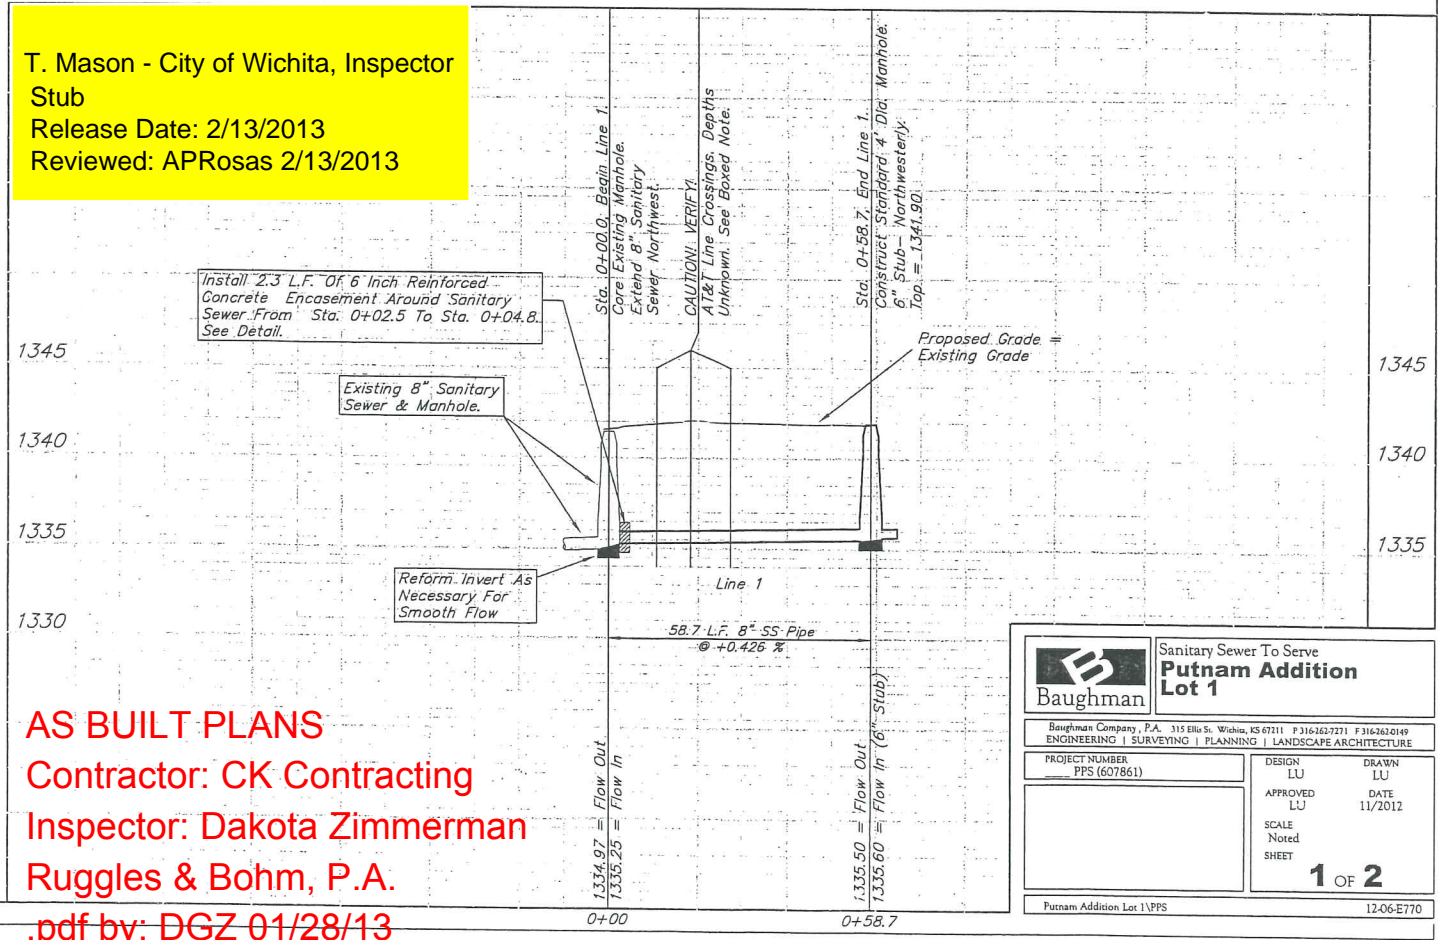 T. Mason - City of Wichita, Inspector
Stub
Release Date: 2/13/2013
Reviewed: APRosas 2/13/2013
Sta. 0+00.0, Begin Line 1.
Core Existing Manhole.
Extend 8" Sanitary
Sewer Northwest.
CAUTION! VERIFY!
AT&T Line Crossings. Depths
Unknown. See Boxed Note.
Sta. 0+58.7, End Line 1.
Construct Standard 4' Dia. Manhole.
6" Stub- Northwesterly.
Top = 1341.90
Install 2.3 L.F. Of 6 Inch Reinforced
Concrete Encasement Around Sanitary
Sewer From Sta. 0+02.5 To Sta. 0+04.8.
See Detail.
Proposed Grade =
Existing Grade
1345
1345
Existing 8" Sanitary
Sewer & Manhole.
1340
1340
1335
1335
Reform Invert As
Necessary For
Smooth Flow
Line 1
1330
58.7 L.F. 8" SS Pipe
@ +0.426 %
1334.97 = Flow Out
1335.25 = Flow In
1335.50 = Flow Out
1335.60 = Flow In (6" Stub)
0+00
0+58.7
AS BUILT PLANS
Contractor: CK Contracting
Inspector: Dakota Zimmerman
Ruggles & Bohm, P.A.
.pdf by: DGZ 01/28/13
B
Baughman
Sanitary Sewer To Serve
Putnam Addition
Lot 1
Baughman Company, P.A. 315 Ellis St. Wichita, KS 67211 P 316-262-7271 F 316-262-0149
ENGINEERING | SURVEYING | PLANNING | LANDSCAPE ARCHITECTURE
PROJECT NUMBER
PPS (607861)
DESIGN
LU
DRAWN
LU
APPROVED
LU
DATE
11/2012
SCALE
Noted
SHEET
1 OF 2
Putnam Addition Lot 1\PPS
12-06-E770